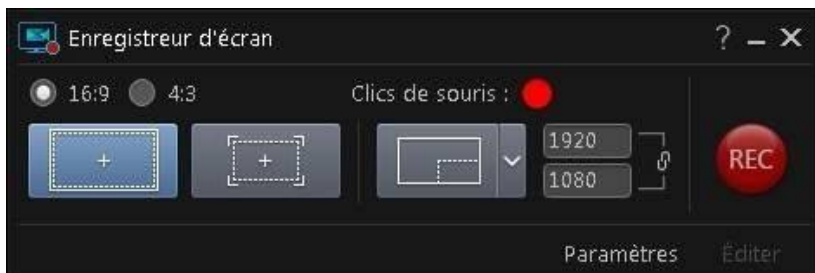 Enregistreur d'écran
? – X
16:9 4:3 Clics de souris :
1920
1080
REC
Paramètres Éditer